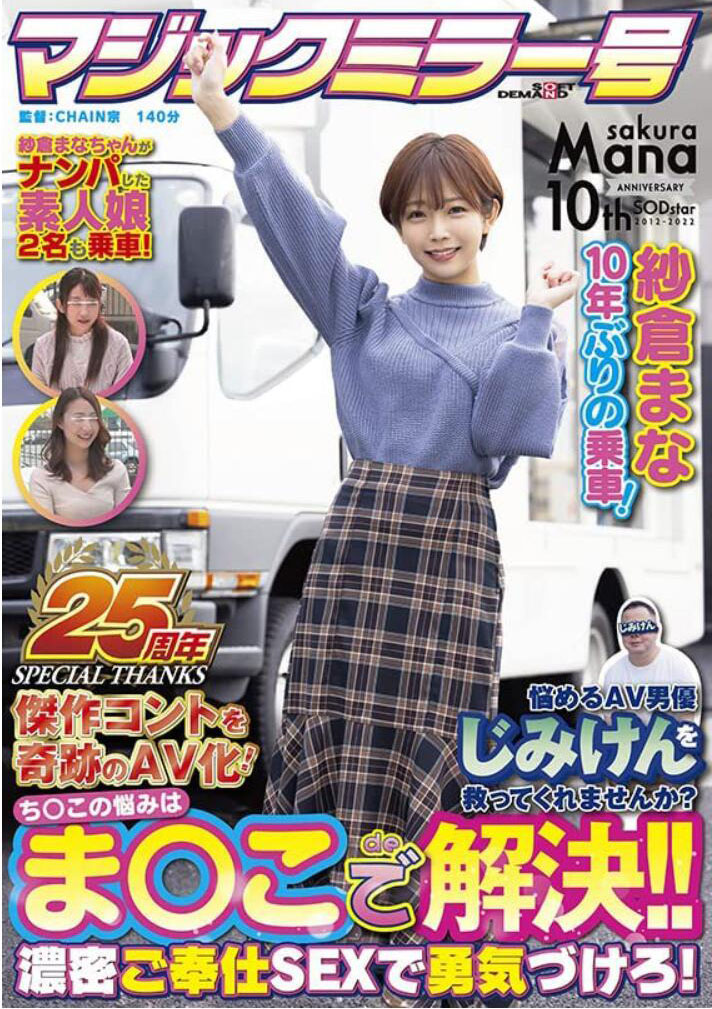 マジックミラー号
SOFT
DEMAND
ON
監督:CHAIN宗 140分
紗倉まなちゃんが
ナンパした
素人娘
2名も乗車!
sakura
Mana
ANNIVERSARY
10th SODstar
2012-2022
紗倉まな
10年ぶりの乗車!
25周年
SPECIAL THANKS
傑作コントを
奇跡のAV化!
じみけん
悩めるAV男優
じみけんを
救ってくれませんか?
ち〇この悩みは
ま〇こでde解決!!
濃密ご奉仕SEXで勇気づけろ!